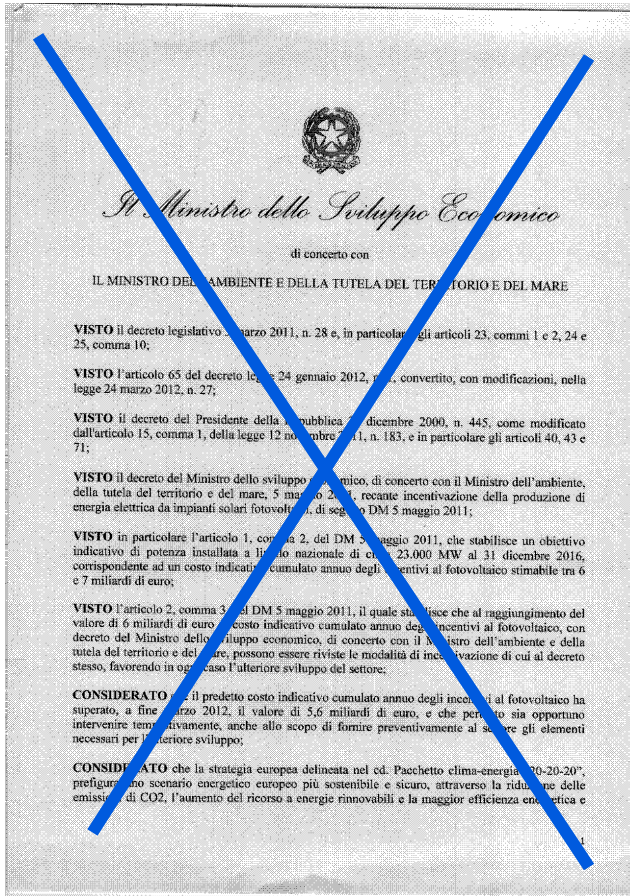 Il Ministro dello Sviluppo Economico
di concerto con
IL MINISTRO DELL'AMBIENTE E DELLA TUTELA DEL TERRITORIO E DEL MARE
VISTO il decreto legislativo 3 marzo 2011, n. 28 e, in particolare gli articoli 23, commi 1 e 2, 24 e
25, comma 10;
VISTO l'articolo 65 del decreto legge 24 gennaio 2012, convertito, con modificazioni, nella
legge 24 marzo 2012, n. 27;
VISTO il decreto del Presidente della Repubblica dicembre 2000, n. 445, come modificato
dall'articolo 15, comma 1, della legge 12 novembre 2011, n. 183, e in particolare gli articoli 40, 43 e
71;
VISTO il decreto del Ministro dello sviluppo economico, di concerto con il Ministro dell'ambiente,
della tutela del territorio e del mare, 5 maggio 2011, recante incentivazione della produzione di
energia elettrica da impianti solari fotovoltaici, di seguito DM 5 maggio 2011;
VISTO in particolare l'articolo 1, comma 2, del DM 5 maggio 2011, che stabilisce un obiettivo
indicativo di potenza installata a livello nazionale di circa 23.000 MW al 31 dicembre 2016,
corrispondente ad un costo indicativo cumulato annuo degli incentivi al fotovoltaico stimabile tra 6
e 7 miliardi di euro;
VISTO l'articolo 2, comma 3, del DM 5 maggio 2011, il quale stabilisce che al raggiungimento del
valore di 6 miliardi di euro di costo indicativo cumulato annuo degli incentivi al fotovoltaico, con
decreto del Ministro dello sviluppo economico, di concerto con il Ministro dell'ambiente e della
tutela del territorio e del mare, possono essere riviste le modalità di incentivazione di cui al decreto
stesso, favorendo in ogni caso l'ulteriore sviluppo del settore;
CONSIDERATO che il predetto costo indicativo cumulato annuo degli incentivi al fotovoltaico ha
superato, a fine marzo 2012, il valore di 5,6 miliardi di euro, e che pertanto sia opportuno
intervenire tempestivamente, anche allo scopo di fornire preventivamente al settore gli elementi
necessari per l'ulteriore sviluppo;
CONSIDERATO che la strategia europea delineata nel cd. Pacchetto clima-energia "20-20-20",
prefigura uno scenario energetico europeo più sostenibile e sicuro, attraverso la riduzione delle
emissioni di CO2, l'aumento del ricorso a energie rinnovabili e la maggior efficienza energetica e
1